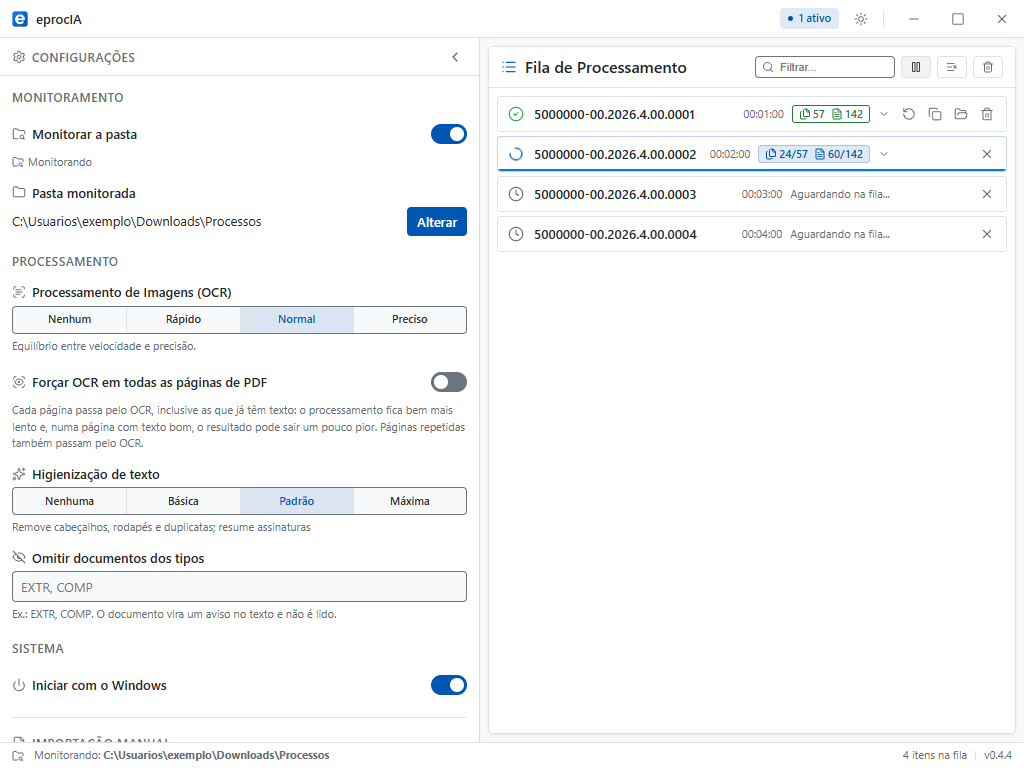 eprocIA
1 ativo
CONFIGURAÇÕES
MONITORAMENTO
Monitorar a pasta
Monitorando
Pasta monitorada
C:\Usuarios\exemplo\Downloads\Processos
Alterar
PROCESSAMENTO
Processamento de Imagens (OCR)
Nenhum Rápido Normal Preciso
Equilíbrio entre velocidade e precisão.
Forçar OCR em todas as páginas de PDF
Cada página passa pelo OCR, inclusive as que já têm texto: o processamento fica bem mais
lento e, numa página com texto bom, o resultado pode sair um pouco pior. Páginas repetidas
também passam pelo OCR.
Higienização de texto
Nenhuma Básica Padrão Máxima
Remove cabeçalhos, rodapés e duplicatas; resume assinaturas
Omitir documentos dos tipos
EXTR, COMP
Ex.: EXTR, COMP. O documento vira um aviso no texto e não é lido.
SISTEMA
Iniciar com o Windows
IMPORTAÇÃO MANUAL
Fila de Processamento
Filtrar...
5000000-00.2026.4.00.0001 00:01:00 57 142
5000000-00.2026.4.00.0002 00:02:00 24/57 60/142
5000000-00.2026.4.00.0003 00:03:00 Aguardando na fila...
5000000-00.2026.4.00.0004 00:04:00 Aguardando na fila...
Monitorando: C:\Usuarios\exemplo\Downloads\Processos
4 itens na fila v0.4.4